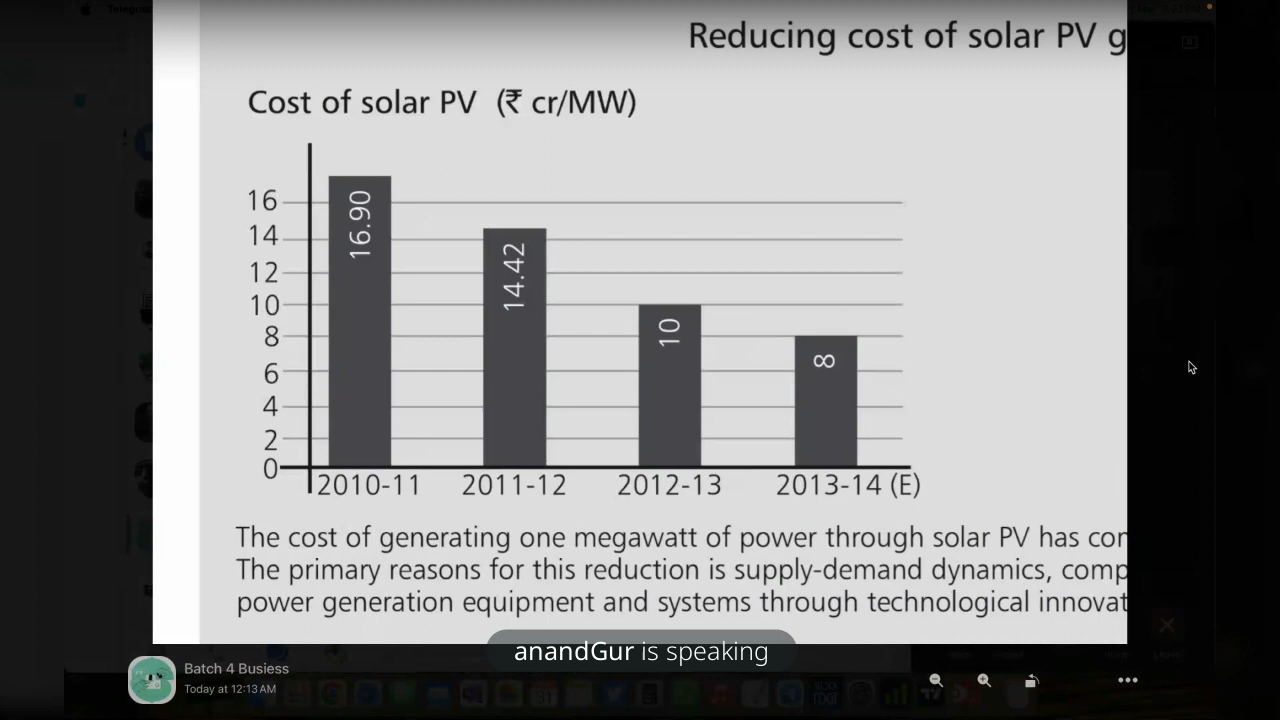 Reducing cost of solar PV g
Cost of solar PV (₹ cr/MW)
16
14
12
10
8
6
4
2
0
16.90
14.42
10
8
2010-11
2011-12
2012-13
2013-14 (E)
The cost of generating one megawatt of power through solar PV has con
The primary reasons for this reduction is supply-demand dynamics, comp
power generation equipment and systems through technological innovat
anandGur is speaking
Batch 4 Busiess
Today at 12:13 AM